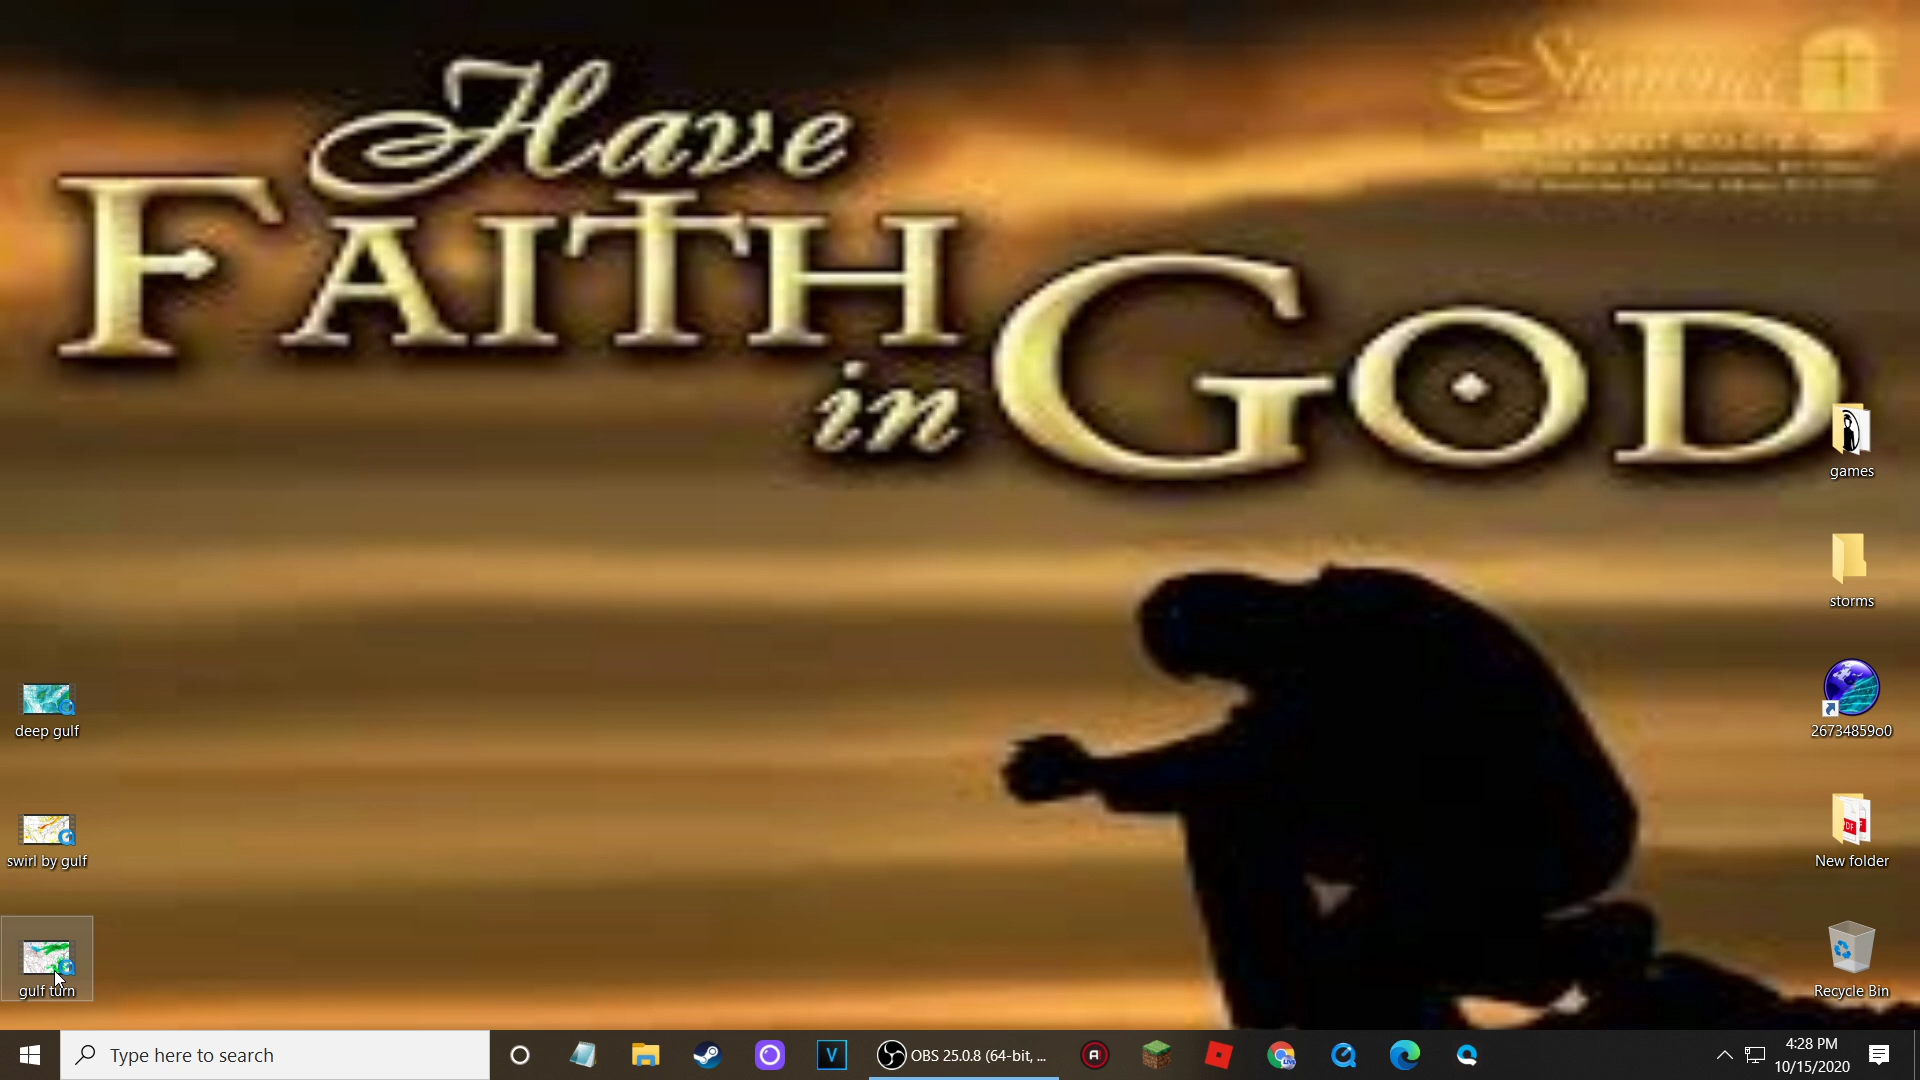 Have
FAITH
in GOD
games
storms
26734859o0
New folder
Recycle Bin
deep gulf
swirl by gulf
gulf turn
Type here to search
OBS 25.0.8 (64-bit, ...
4:28 PM
10/15/2020